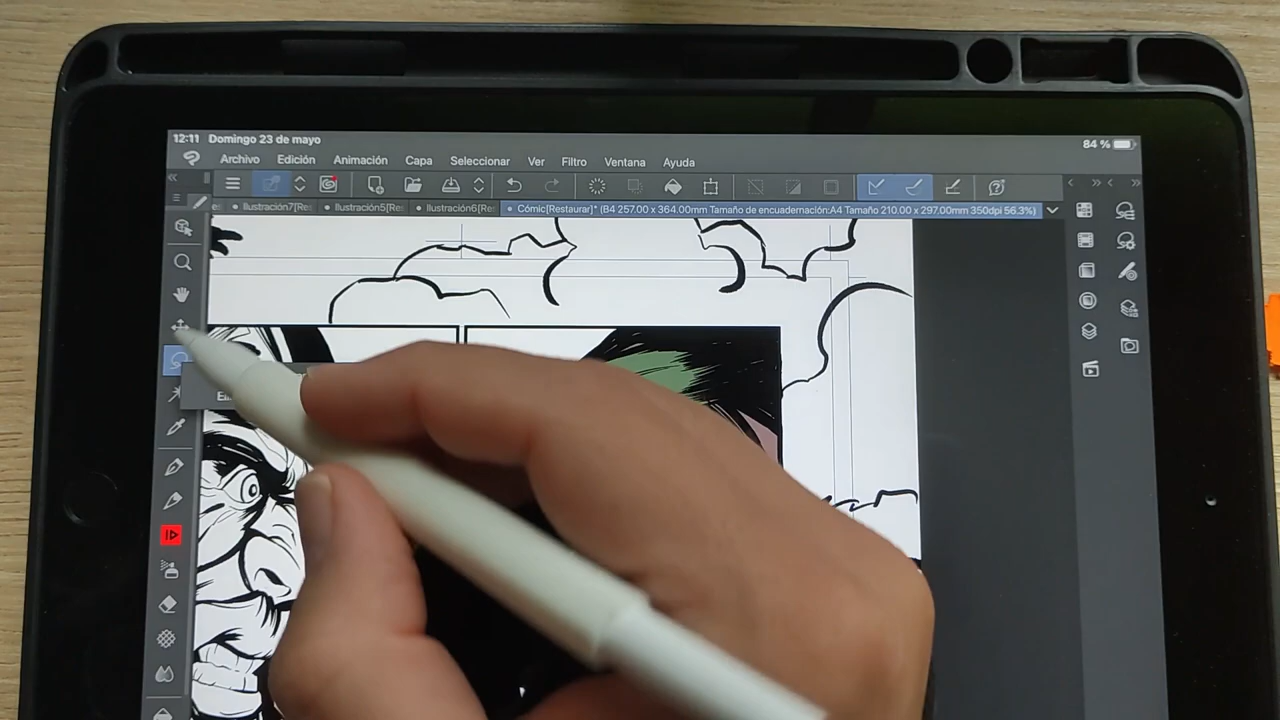 12:11 Domingo 23 de mayo 84 %
Archivo Edición Animación Capa Seleccionar Ver Filtro Ventana Ayuda
Ilustración7[Re Ilustración5[Re Ilustración6[Re Cómic[Restaurar]* (B4 257.00 x 364.00mm Tamaño de encuadernación:A4 Tamaño 210.00 x 297.00mm 350dpi 56.3%)